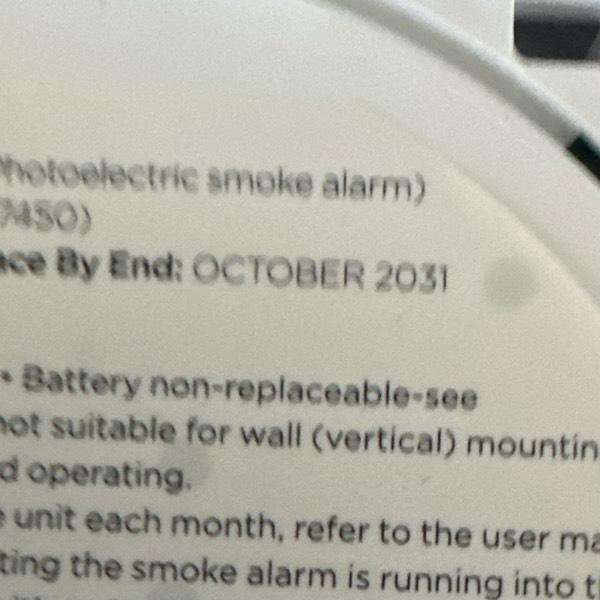 Photoelectric smoke alarm)
7450)
ace By End: OCTOBER 2031
• Battery non-replaceable-see
not suitable for wall (vertical) mountin
d operating.
e unit each month, refer to the user ma
ting the smoke alarm is running into t